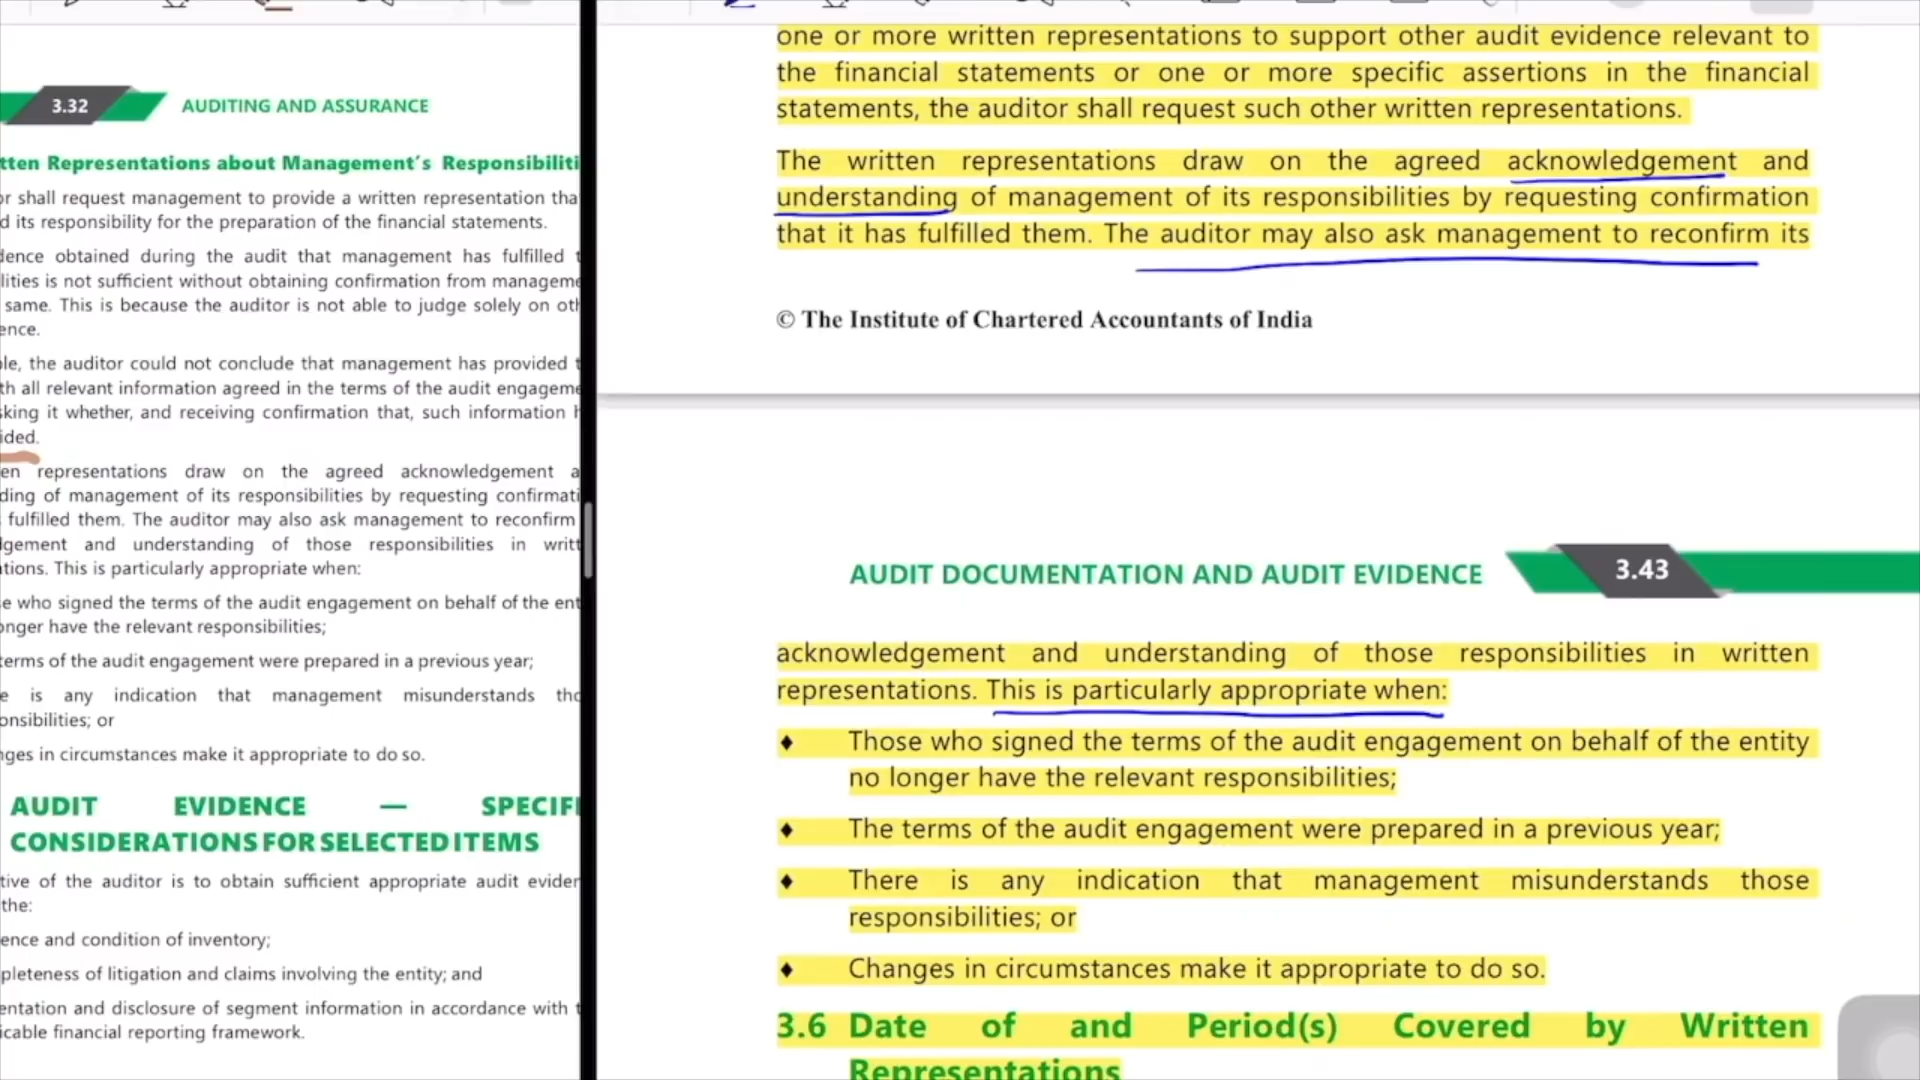 3.32 AUDITING AND ASSURANCE
tten Representations about Management's Responsibiliti
or shall request management to provide a written representation tha
d its responsibility for the preparation of the financial statements.
dence obtained during the audit that management has fulfilled t
lities is not sufficient without obtaining confirmation from manageme
same. This is because the auditor is not able to judge solely on oth
ence.
ple, the auditor could not conclude that management has provided t
th all relevant information agreed in the terms of the audit engageme
sking it whether, and receiving confirmation that, such information h
ided.
en representations draw on the agreed acknowledgement a
ding of management of its responsibilities by requesting confirmati
fulfilled them. The auditor may also ask management to reconfirm
dgement and understanding of those responsibilities in writt
tions. This is particularly appropriate when:
e who signed the terms of the audit engagement on behalf of the ent
onger have the relevant responsibilities;
terms of the audit engagement were prepared in a previous year;
e is any indication that management misunderstands tho
onsibilities; or
nges in circumstances make it appropriate to do so.
AUDIT EVIDENCE — SPECIFI
CONSIDERATIONS FOR SELECTED ITEMS
tive of the auditor is to obtain sufficient appropriate audit eviden
the:
ence and condition of inventory;
pleteness of litigation and claims involving the entity; and
entation and disclosure of segment information in accordance with t
icable financial reporting framework.
one or more written representations to support other audit evidence relevant to
the financial statements or one or more specific assertions in the financial
statements, the auditor shall request such other written representations.
The written representations draw on the agreed acknowledgement and
understanding of management of its responsibilities by requesting confirmation
that it has fulfilled them. The auditor may also ask management to reconfirm its
© The Institute of Chartered Accountants of India
AUDIT DOCUMENTATION AND AUDIT EVIDENCE 3.43
acknowledgement and understanding of those responsibilities in written
representations. This is particularly appropriate when:
♦ Those who signed the terms of the audit engagement on behalf of the entity
no longer have the relevant responsibilities;
♦ The terms of the audit engagement were prepared in a previous year;
♦ There is any indication that management misunderstands those
responsibilities; or
♦ Changes in circumstances make it appropriate to do so.
3.6 Date of and Period(s) Covered by Written
Representations